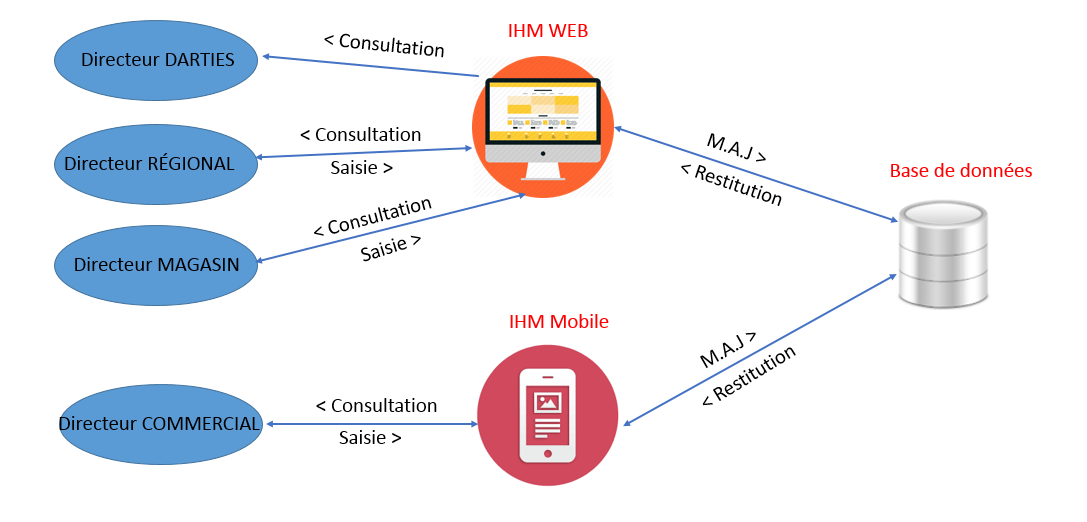 IHM WEB
Directeur DARTIES
< Consultation
Directeur RÉGIONAL
< Consultation
Saisie >
Directeur MAGASIN
< Consultation
Saisie >
M.A.J >
< Restitution
Base de données
IHM Mobile
Directeur COMMERCIAL
< Consultation
Saisie >
M.A.J >
< Restitution